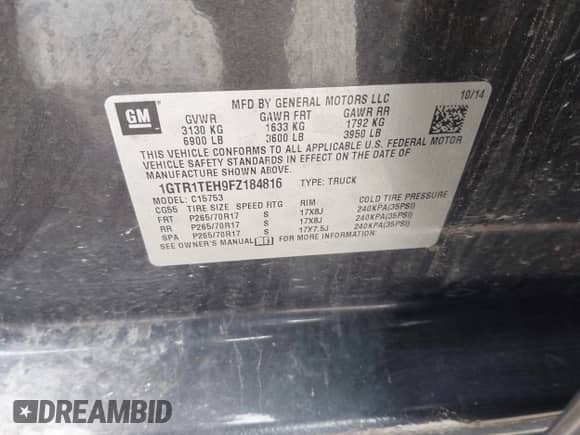 GM
MFD BY GENERAL MOTORS LLC
10/14
GVWR GAWR FRT GAWR RR
3130 KG 1633 KG 1792 KG
6900 LB 3600 LB 3950 LB
THIS VEHICLE CONFORMS TO ALL APPLICABLE U.S. FEDERAL MOTOR
VEHICLE SAFETY STANDARDS IN EFFECT ON THE DATE OF
MANUFACTURE SHOWN ABOVE.
1GTR1TEH9FZ184816 TYPE: TRUCK
MODEL: C15753
CG55 TIRE SIZE SPEED RTG RIM COLD TIRE PRESSURE
FRT P265/70R17 S 17X8J 240KPA(35PSI)
RR P265/70R17 S 17X8J 240KPA(35PSI)
SPA P265/70R17 S 17X7.5J 240KPA(35PSI)
SEE OWNER'S MANUAL FOR MORE INFORMATION.
DREAMBID